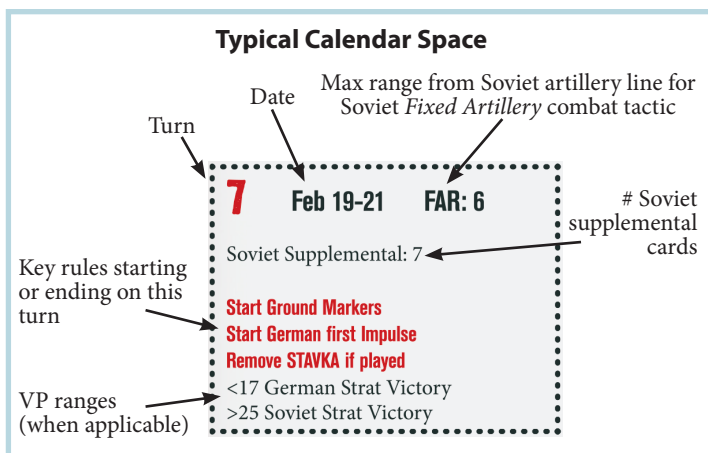 Typical Calendar Space
Max range from Soviet artillery line for
Soviet Fixed Artillery combat tactic
Date
Turn
7 Feb 19-21 FAR: 6
# Soviet
supplemental
cards
Soviet Supplemental: 7
Key rules starting
or ending on this
turn
Start Ground Markers
Start German first Impulse
Remove STAVKA if played
VP ranges
(when applicable)
<17 German Strat Victory
>25 Soviet Strat Victory